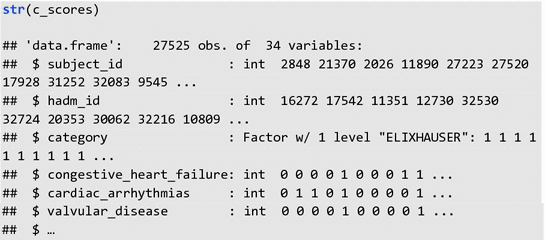 str(c_scores)
## 'data.frame':    27525 obs. of  34 variables:
##  $ subject_id              : int  2848 21370 2026 11890 27223 27520
17928 31252 32083 9545 ...
##  $ hadm_id                 : int  16272 17542 11351 12730 32530
32724 20353 30062 32216 10809 ...
##  $ category                : Factor w/ 1 level "ELIXHAUSER": 1 1 1 1
1 1 1 1 1 1 ...
##  $ congestive_heart_failure: int  0 0 0 0 1 0 0 0 1 1 ...
##  $ cardiac_arrhythmias     : int  0 1 1 0 1 0 0 0 0 1 ...
##  $ valvular_disease        : int  0 0 0 0 1 0 0 0 0 1 ...
##  $ …